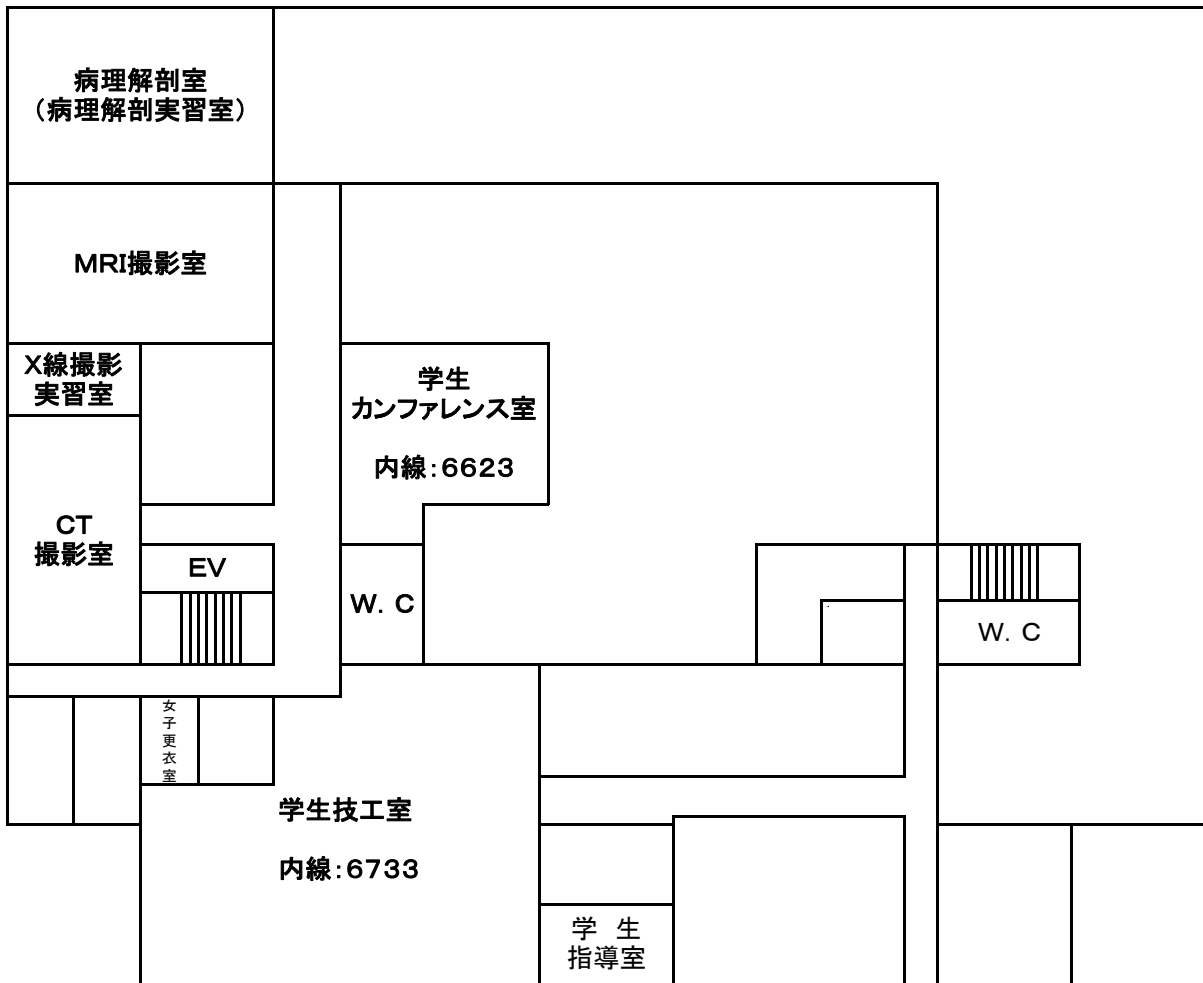 病理解剖室
（病理解剖実習室）
MRI撮影室
X線撮影
実習室
学生
カンファレンス室
内線：6623
CT
撮影室
EV
W. C
W. C
女子更衣室
学生技工室
内線：6733
学 生
指導室